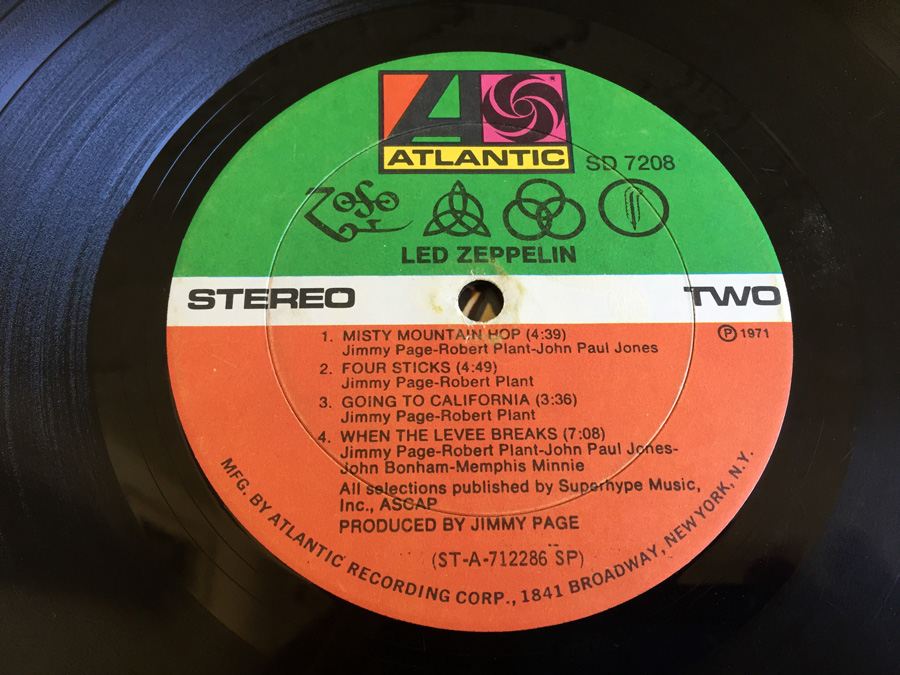 ATLANTIC
SD 7208
LED ZEPPELIN
STEREO
TWO
℗ 1971
1. MISTY MOUNTAIN HOP (4:39)
Jimmy Page-Robert Plant-John Paul Jones
2. FOUR STICKS (4:49)
Jimmy Page-Robert Plant
3. GOING TO CALIFORNIA (3:36)
Jimmy Page-Robert Plant
4. WHEN THE LEVEE BREAKS (7:08)
Jimmy Page-Robert Plant-John Paul Jones-
John Bonham-Memphis Minnie
All selections published by Superhype Music,
Inc., ASCAP
PRODUCED BY JIMMY PAGE
(ST-A-712286 SP)
MFG. BY ATLANTIC RECORDING CORP., 1841 BROADWAY, NEW YORK, N.Y.